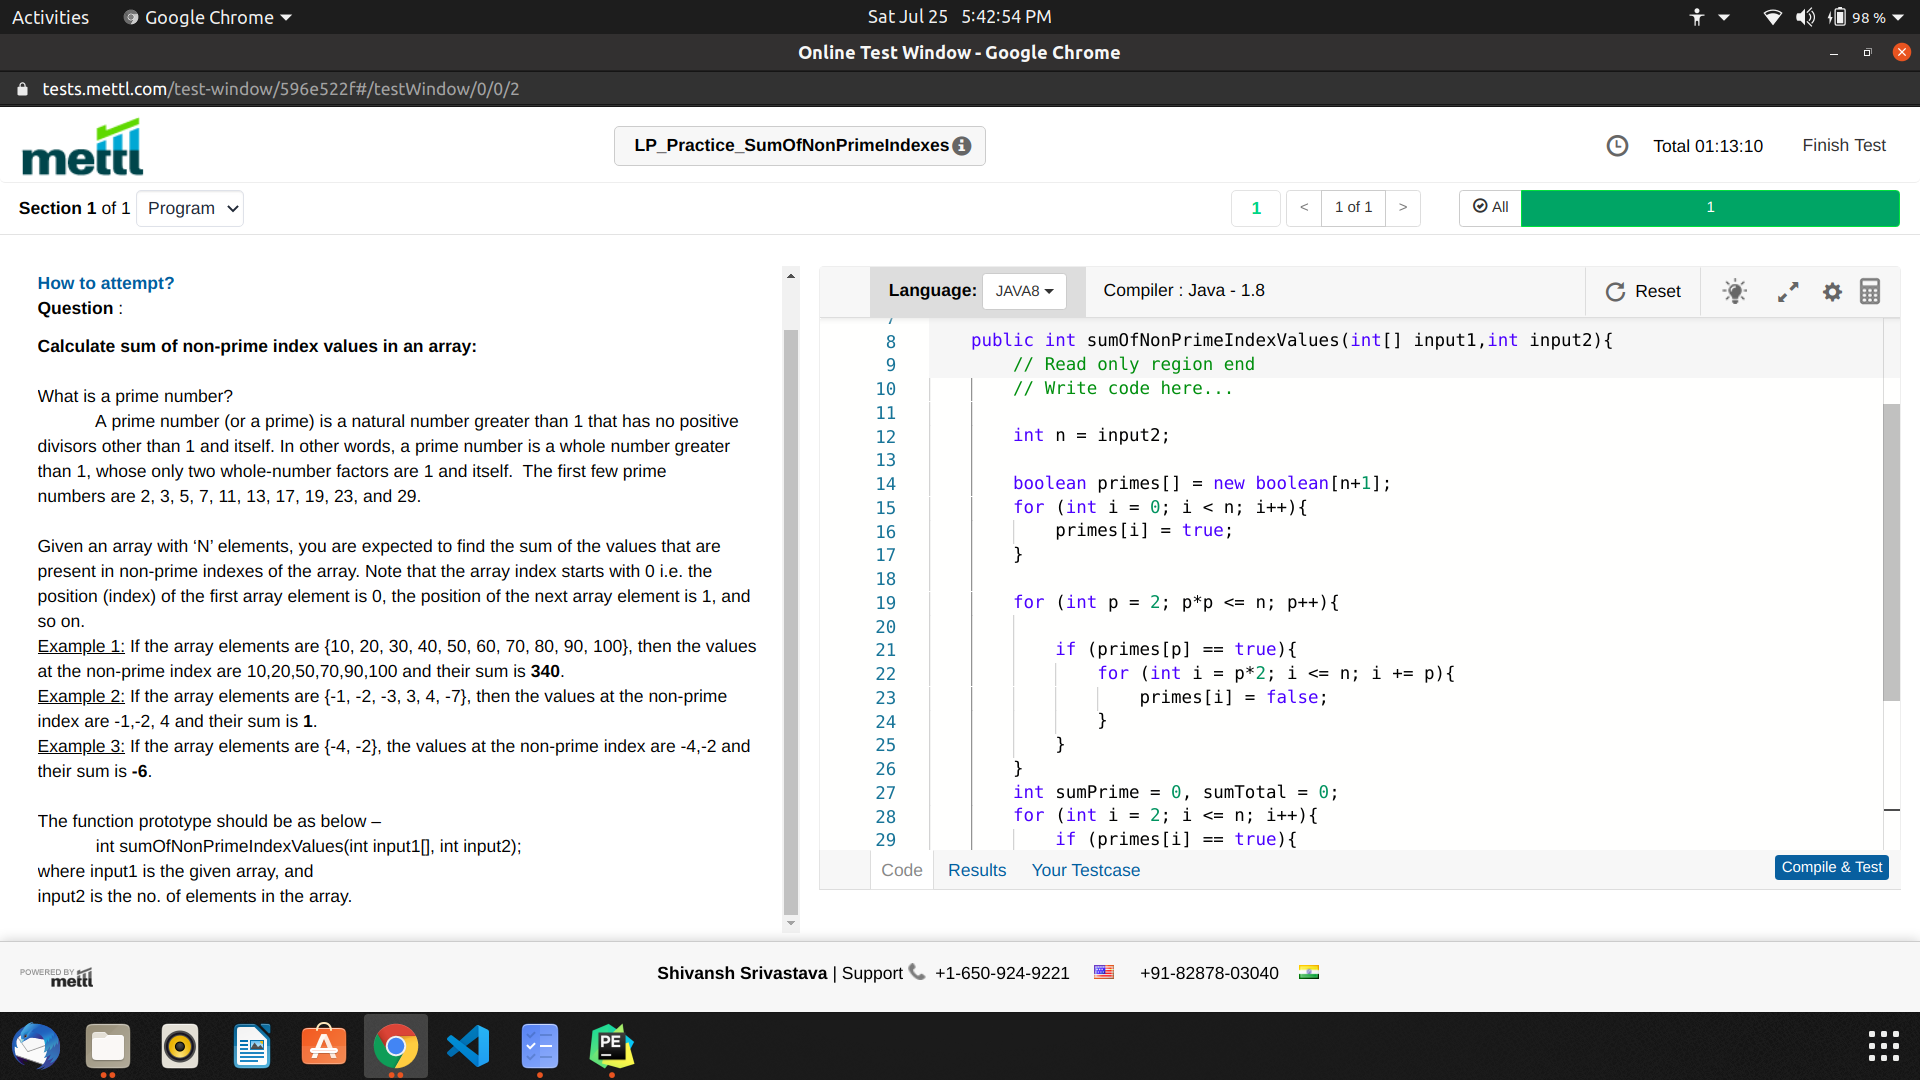 Activities
Google Chrome
Sat Jul 25 5:42:54 PM
98 %
Online Test Window - Google Chrome
tests.mettl.com/test-window/596e522f#/testWindow/0/0/2
mettl
LP_Practice_SumOfNonPrimeIndexes
Total 01:13:10
Finish Test
Section 1 of 1
Program
1
<
1 of 1
>
All
1
How to attempt?
Question :
Calculate sum of non-prime index values in an array:
What is a prime number?
A prime number (or a prime) is a natural number greater than 1 that has no positive
divisors other than 1 and itself. In other words, a prime number is a whole number greater
than 1, whose only two whole-number factors are 1 and itself.  The first few prime
numbers are 2, 3, 5, 7, 11, 13, 17, 19, 23, and 29.
Given an array with ‘N’ elements, you are expected to find the sum of the values that are
present in non-prime indexes of the array. Note that the array index starts with 0 i.e. the
position (index) of the first array element is 0, the position of the next array element is 1, and
so on.
Example 1: If the array elements are {10, 20, 30, 40, 50, 60, 70, 80, 90, 100}, then the values
at the non-prime index are 10,20,50,70,90,100 and their sum is 340.
Example 2: If the array elements are {-1, -2, -3, 3, 4, -7}, then the values at the non-prime
index are -1,-2, 4 and their sum is 1.
Example 3: If the array elements are {-4, -2}, the values at the non-prime index are -4,-2 and
their sum is -6.
The function prototype should be as below –
int sumOfNonPrimeIndexValues(int input1[], int input2);
where input1 is the given array, and
input2 is the no. of elements in the array.
Language: JAVA8
Compiler : Java - 1.8
Reset
7
8 public int sumOfNonPrimeIndexValues(int[] input1,int input2){
9 // Read only region end
10 // Write code here...
11
12 int n = input2;
13
14 boolean primes[] = new boolean[n+1];
15 for (int i = 0; i < n; i++){
16 primes[i] = true;
17 }
18
19 for (int p = 2; p*p <= n; p++){
20
21 if (primes[p] == true){
22 for (int i = p*2; i <= n; i += p){
23 primes[i] = false;
24 }
25 }
26 }
27 int sumPrime = 0, sumTotal = 0;
28 for (int i = 2; i <= n; i++){
29 if (primes[i] == true){
Code
Results
Your Testcase
Compile & Test
POWERED BY mettl
Shivansh Srivastava | Support +1-650-924-9221 +91-82878-03040
A
PE